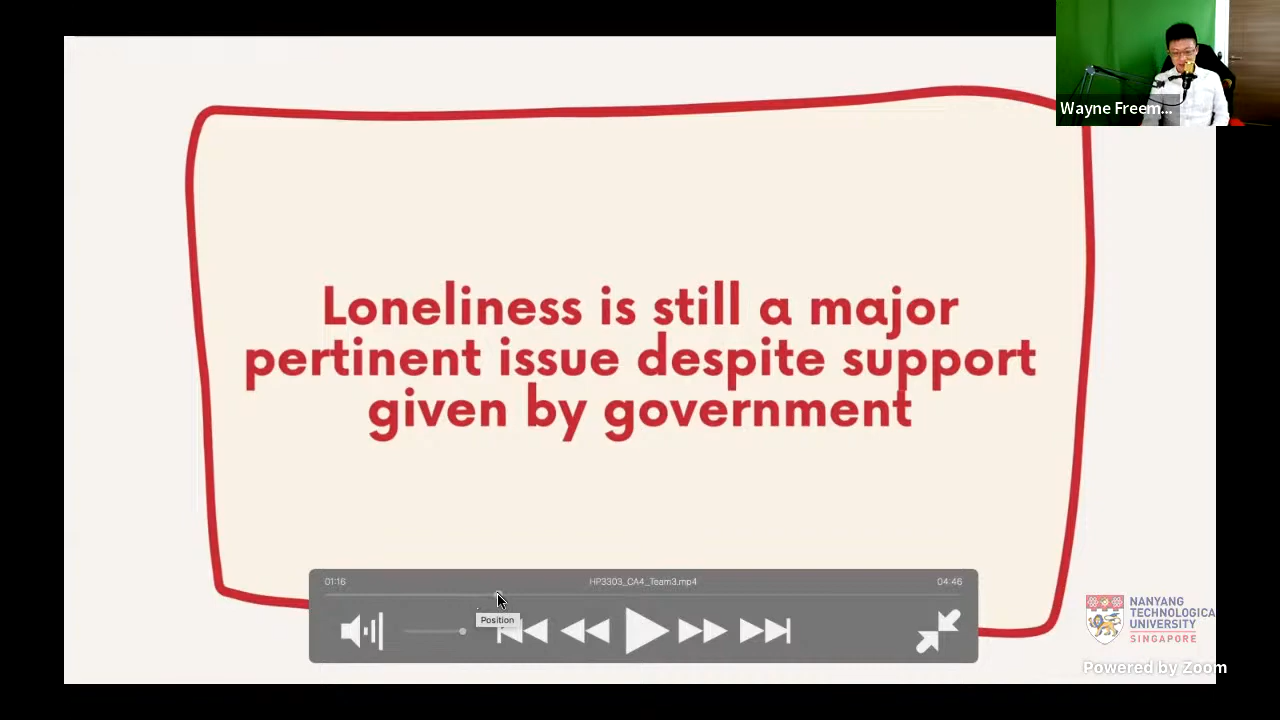 Wayne Freem...
Loneliness is still a major
pertinent issue despite support
given by government
01:16
HP3303_CA4_Team3.mp4
04:46
Position
NANYANG
TECHNOLOGICA
UNIVERSITY
SINGAPORE
Powered by Zoom